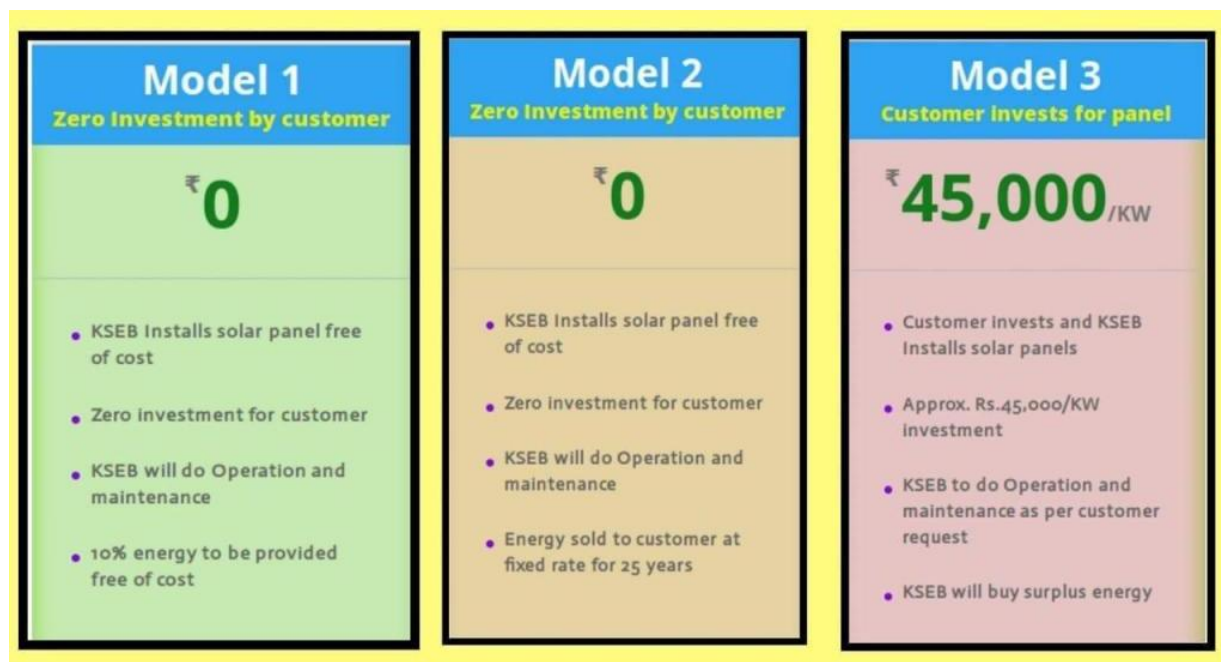 Model 1
Zero Investment by customer
₹0
• KSEB Installs solar panel free
of cost
• Zero investment for customer
• KSEB will do Operation and
maintenance
• 10% energy to be provided
free of cost
Model 2
Zero Investment by customer
₹0
• KSEB Installs solar panel free
of cost
• Zero investment for customer
• KSEB will do Operation and
maintenance
• Energy sold to customer at
fixed rate for 25 years
Model 3
Customer invests for panel
₹45,000/KW
• Customer invests and KSEB
Installs solar panels
• Approx. Rs.45,000/KW
investment
• KSEB to do Operation and
maintenance as per customer
request
• KSEB will buy surplus energy